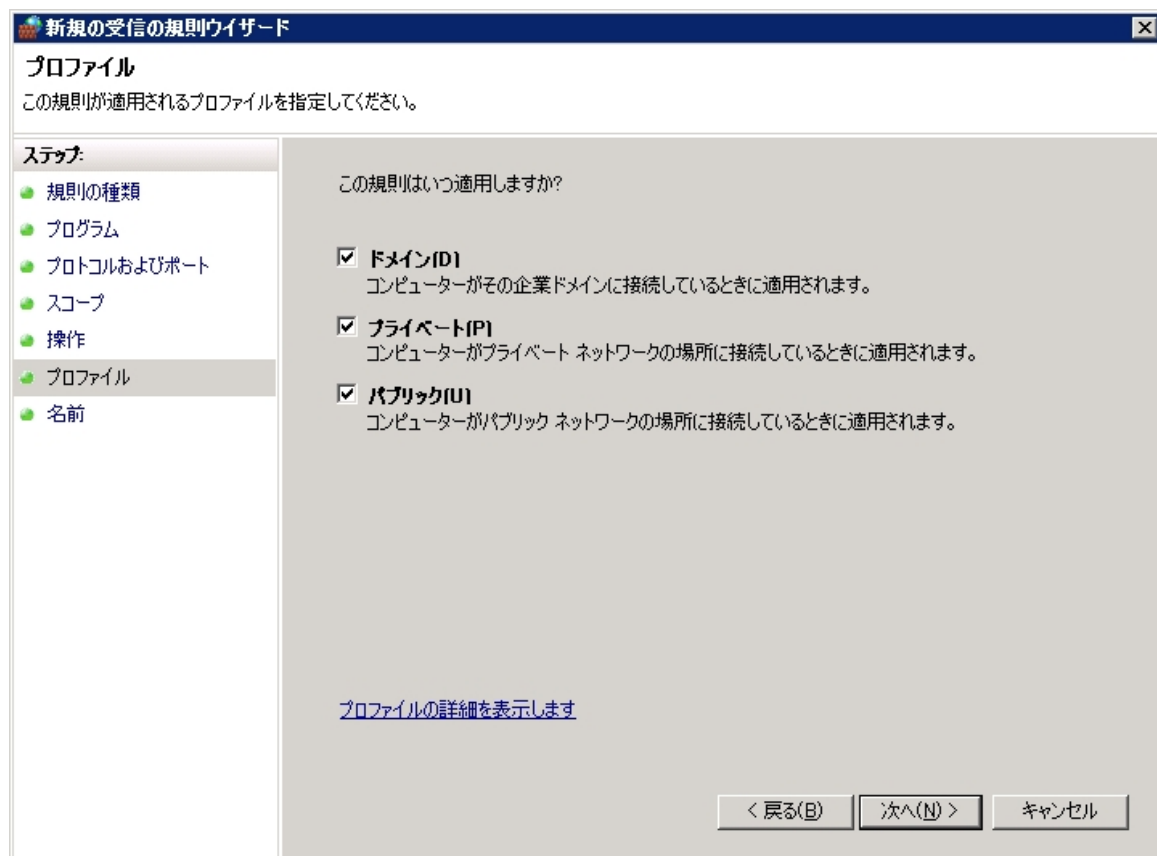 新規の受信の規則ウイザード
プロファイル
この規則が適用されるプロファイルを指定してください。
ステップ:
規則の種類
プログラム
プロトコルおよびポート
スコープ
操作
プロファイル
名前
この規則はいつ適用しますか?
ドメイン(D)
コンピューターがその企業ドメインに接続しているときに適用されます。
プライベート(P)
コンピューターがプライベート ネットワークの場所に接続しているときに適用されます。
パブリック(U)
コンピューターがパブリック ネットワークの場所に接続しているときに適用されます。
プロファイルの詳細を表示します
< 戻る(B)
次へ(N) >
キャンセル